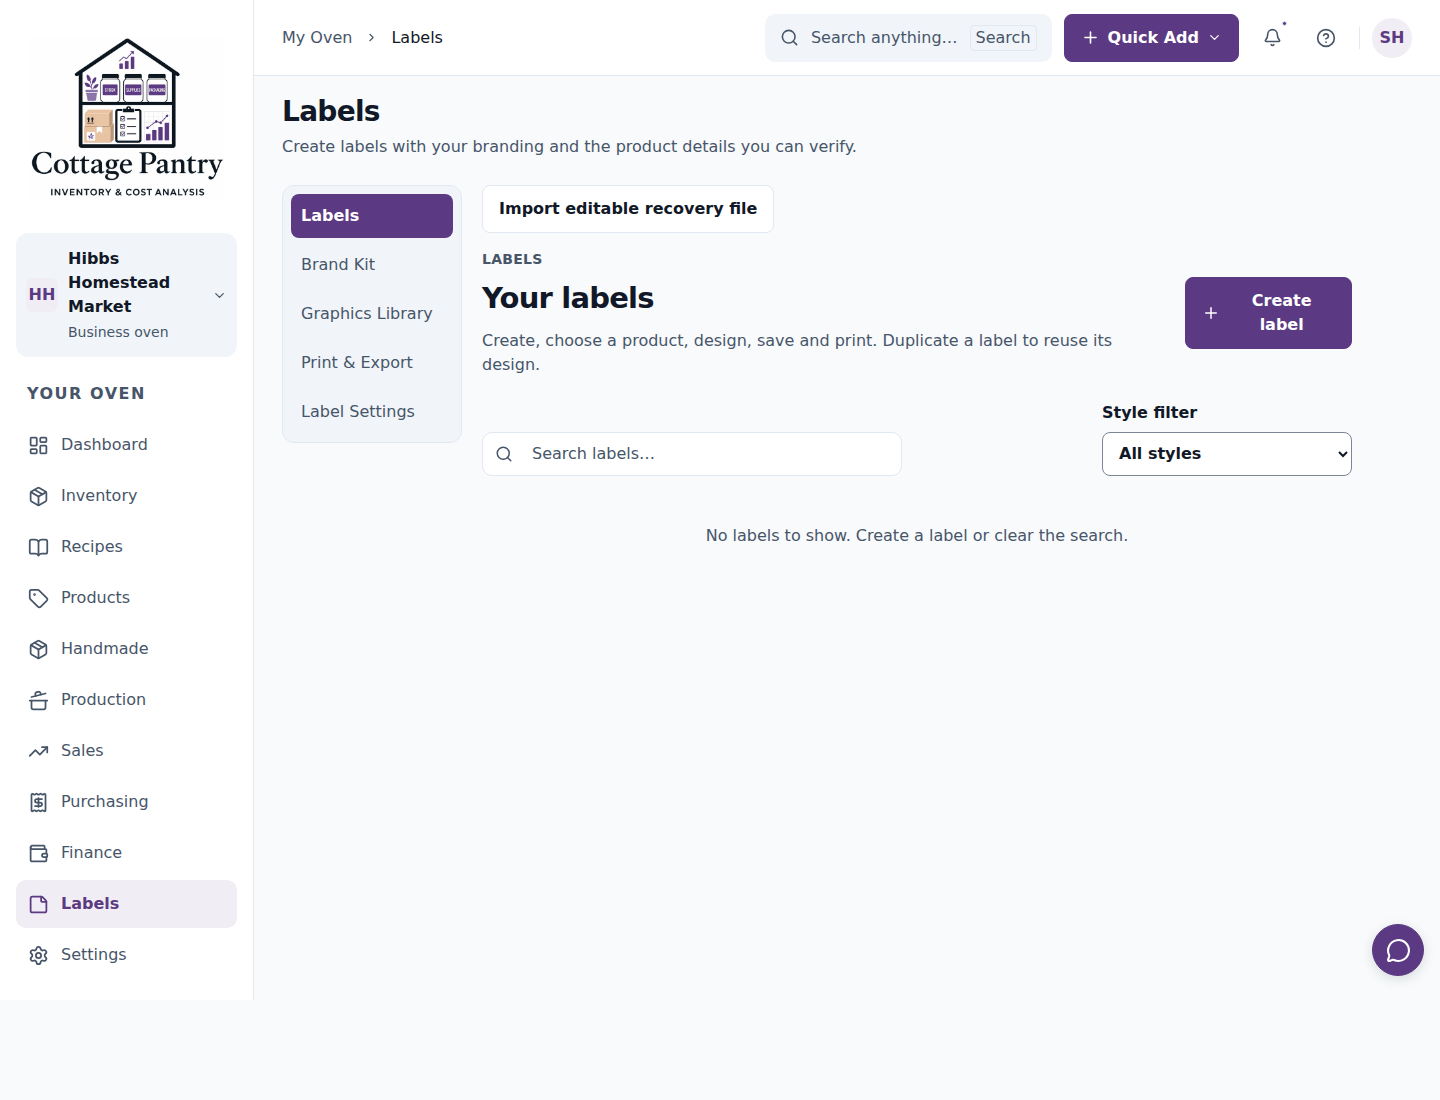 My Oven
Labels
Search anything...
Search
Quick Add
SH
Cottage Pantry
INVENTORY & COST ANALYSIS
HH
Hibbs
Homestead
Market
Business oven
YOUR OVEN
Dashboard
Inventory
Recipes
Products
Handmade
Production
Sales
Purchasing
Finance
Labels
Settings
Labels
Create labels with your branding and the product details you can verify.
Labels
Brand Kit
Graphics Library
Print & Export
Label Settings
Import editable recovery file
LABELS
Your labels
Create, choose a product, design, save and print. Duplicate a label to reuse its
design.
Create
label
Style filter
Search labels...
All styles
No labels to show. Create a label or clear the search.